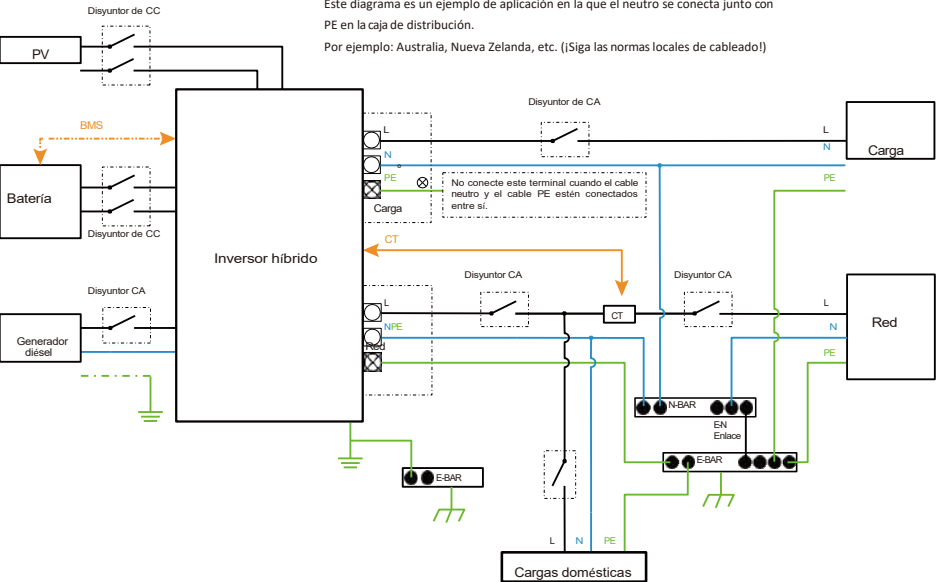 Este diagrama es un ejemplo de aplicación en la que el neutro se conecta junto con
PE en la caja de distribución.
Por ejemplo: Australia, Nueva Zelanda, etc. (¡Siga las normas locales de cableado!)
Disyuntor de CC
PV
BMS
Batería
Disyuntor de CC
Disyuntor CA
Generador
diésel
Inversor híbrido
L
N
PE
Carga
No conecte este terminal cuando el cable
neutro y el cable PE estén conectados
entre sí.
Disyuntor de CA
L
N
Carga
PE
CT
Disyuntor CA
Disyuntor CA
L
NPE
Red
CT
L
N
PE
Red
N-BAR
E-N
Enlace
E-BAR
E-BAR
L
N
PE
Cargas domésticas